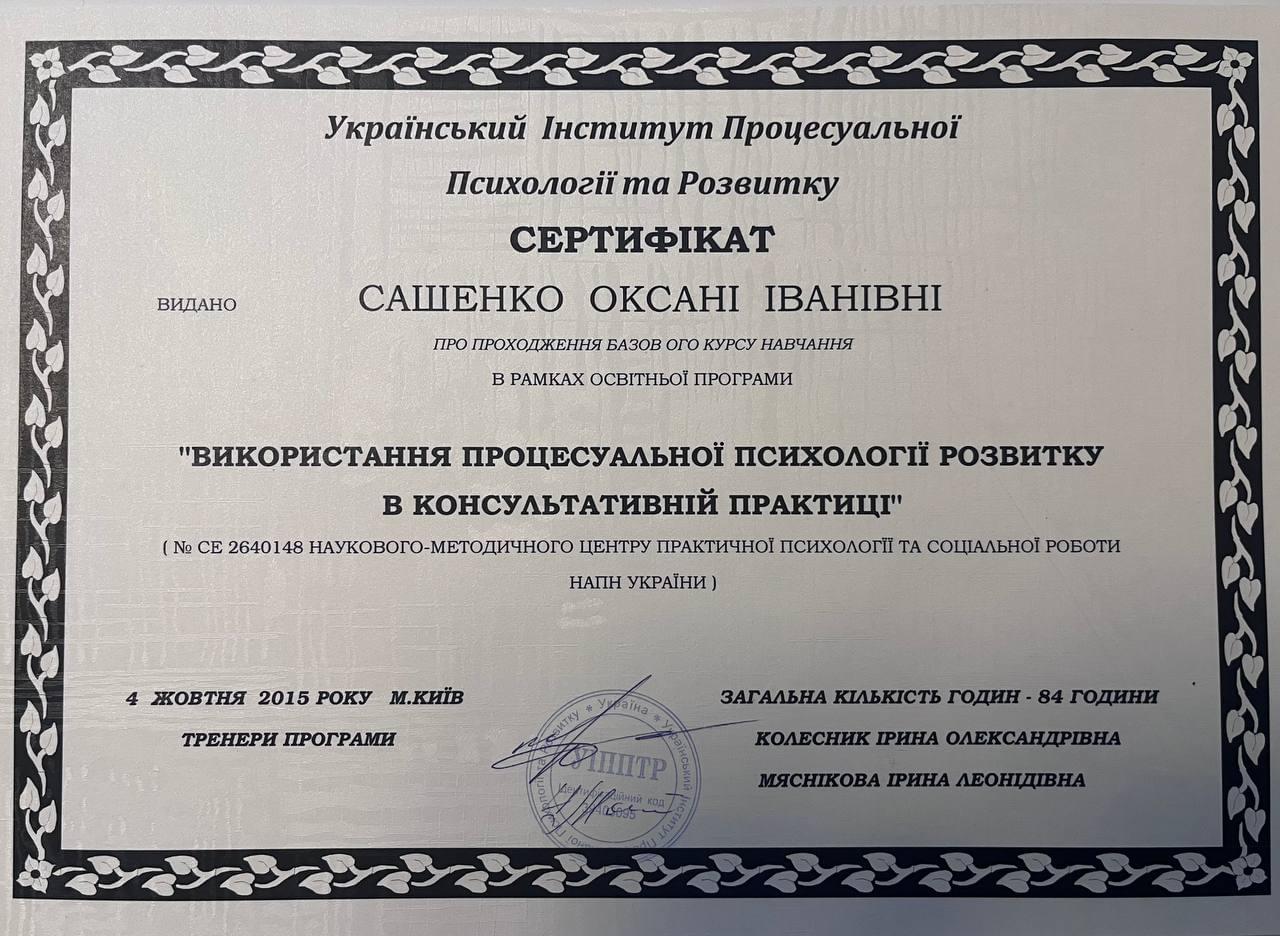 Український Інститут Процесуальної
Психології та Розвитку
СЕРТИФІКАТ
ВИДАНО САШЕНКО ОКСАНІ ІВАНІВНІ
ПРО ПРОХОДЖЕННЯ БАЗОВ ОГО КУРСУ НАВЧАННЯ
В РАМКАХ ОСВІТНЬОЇ ПРОГРАМИ
"ВИКОРИСТАННЯ ПРОЦЕСУАЛЬНОЇ ПСИХОЛОГІЇ РОЗВИТКУ
В КОНСУЛЬТАТИВНІЙ ПРАКТИЦІ"
( № СЕ 2640148 НАУКОВОГО-МЕТОДИЧНОГО ЦЕНТРУ ПРАКТИЧНОЇ ПСИХОЛОГІЇ ТА СОЦІАЛЬНОЇ РОБОТИ
НАПН УКРАЇНИ )
4 ЖОВТНЯ 2015 РОКУ М.КИЇВ
ТРЕНЕРИ ПРОГРАМИ
ЗАГАЛЬНА КІЛЬКІСТЬ ГОДИН - 84 ГОДИНИ
КОЛЕСНИК ІРИНА ОЛЕКСАНДРІВНА
МЯСНІКОВА ІРИНА ЛЕОНІДІВНА
та Розвитку * Україна * Український Інститут
УІППТР
Ідентифікаційний код